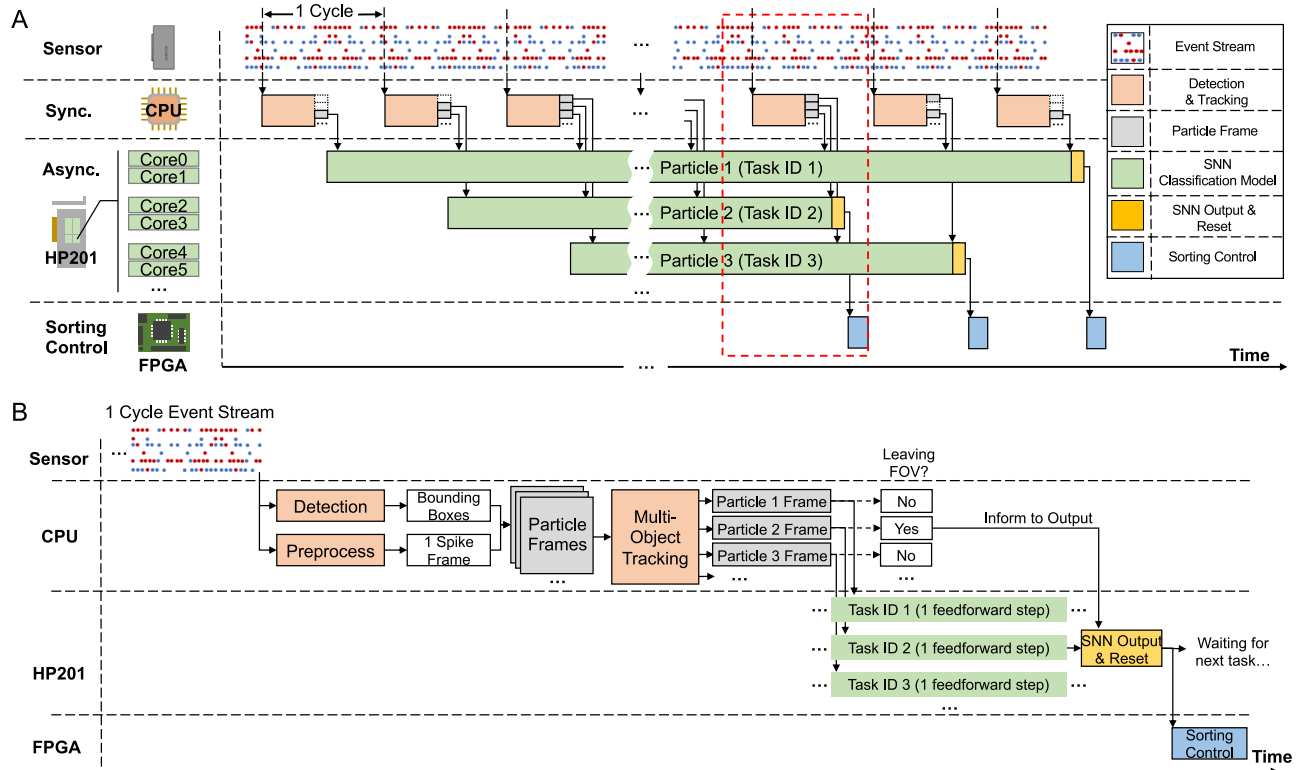 A
1 Cycle
Sensor
...
Sync.
CPU
...
Async.
Core0
Core1
Core2
Core3
Core4
Core5
...
HP201
Particle 1 (Task ID 1)
Particle 2 (Task ID 2)
Particle 3 (Task ID 3)
...
Sorting
Control
FPGA
...
Time
Event Stream
Detection
& Tracking
Particle Frame
SNN
Classification Model
SNN Output &
Reset
Sorting Control
B
1 Cycle Event Stream
Sensor
...
CPU
Detection
Bounding
Boxes
Preprocess
1 Spike
Frame
Particle
Frames
...
Multi-
Object
Tracking
Particle 1 Frame
Particle 2 Frame
Particle 3 Frame
...
Leaving
FOV?
No
Yes
No
...
Inform to Output
HP201
... Task ID 1 (1 feedforward step) ...
... Task ID 2 (1 feedforward step)
... Task ID 3 (1 feedforward step) ...
...
SNN Output
& Reset
Waiting for
next task...
FPGA
Sorting
Control
Time